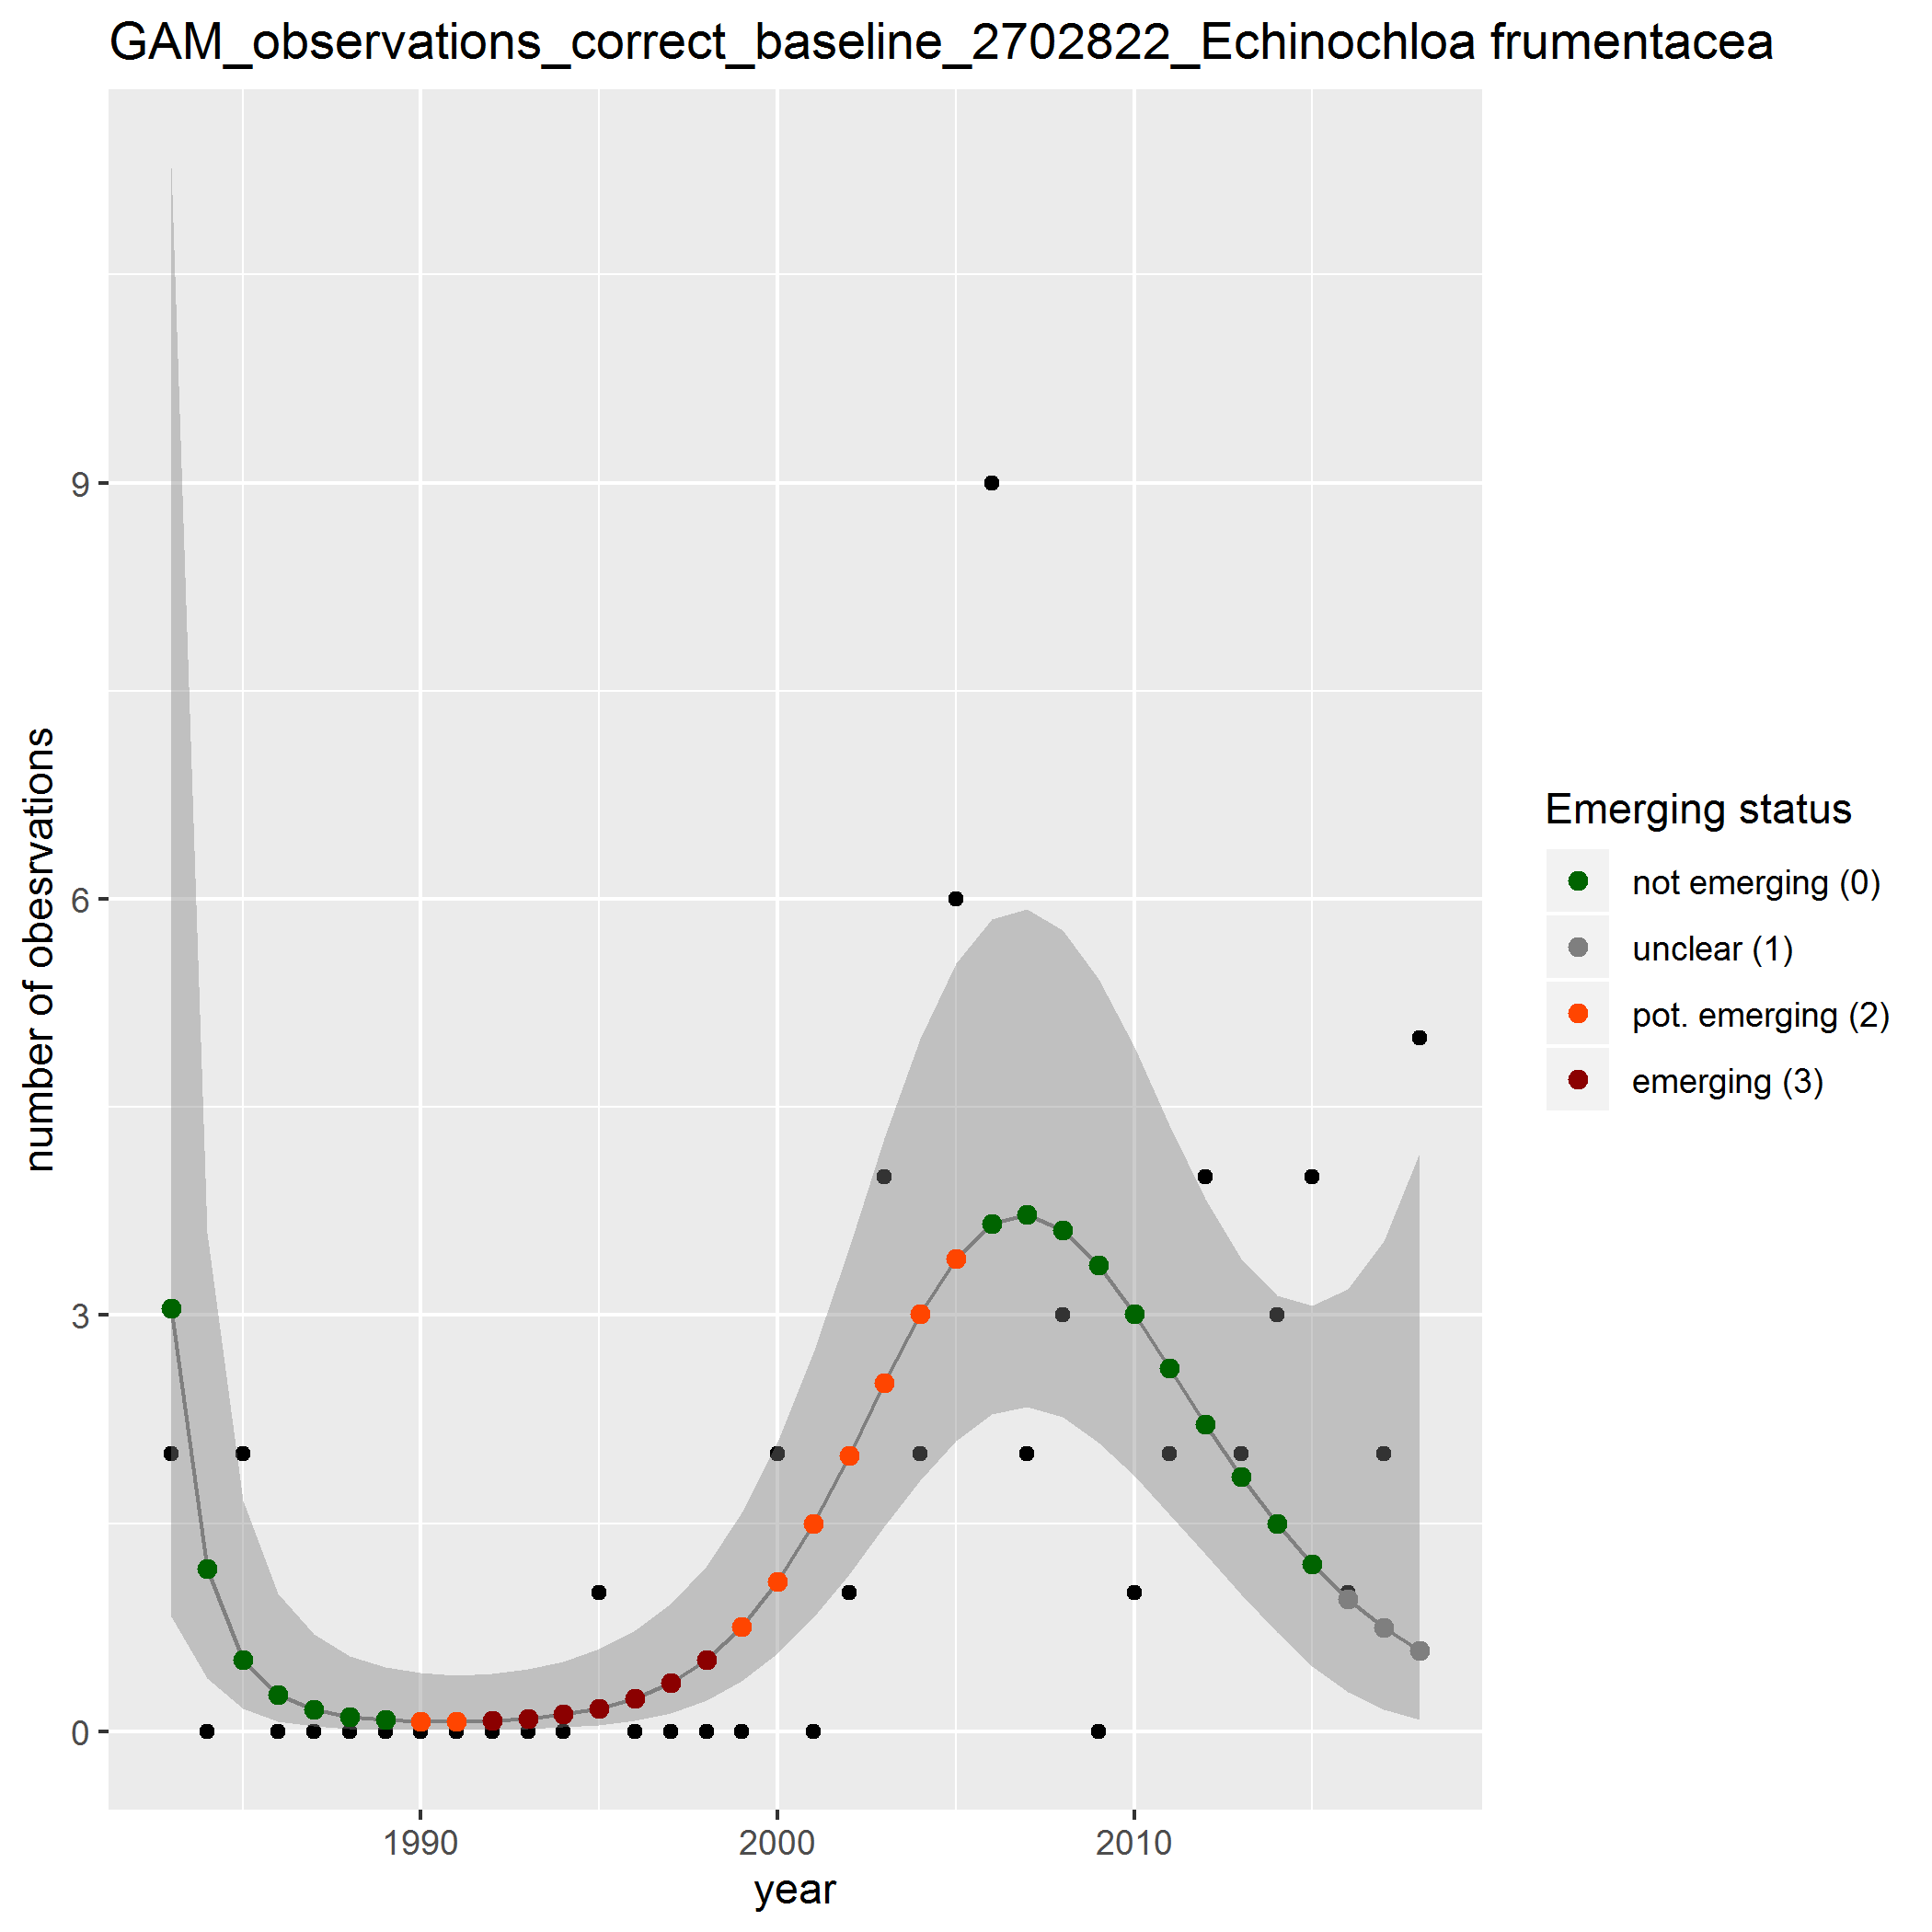 GAM_observations_correct_baseline_2702822_Echinochloa frumentacea
number of obesrvations
9
6
3
0
1990
2000
2010
year
Emerging status
not emerging (0)
unclear (1)
pot. emerging (2)
emerging (3)